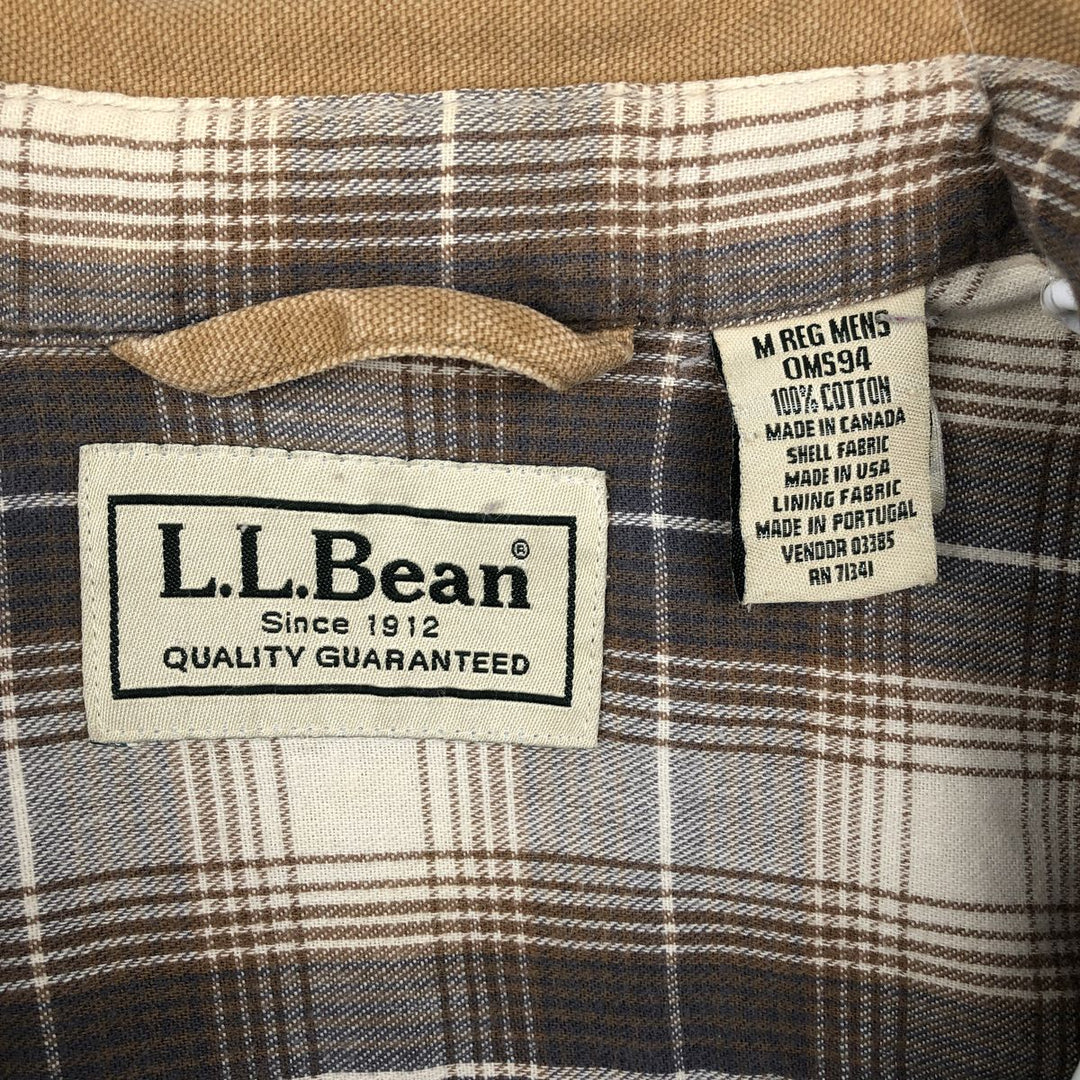 M REG MENS
0MS94
100% COTTON
MADE IN CANADA
SHELL FABRIC
MADE IN USA
LINING FABRIC
MADE IN PORTUGAL
VENDOR 03385
RN 71341
L.L.Bean®
Since 1912
QUALITY GUARANTEED